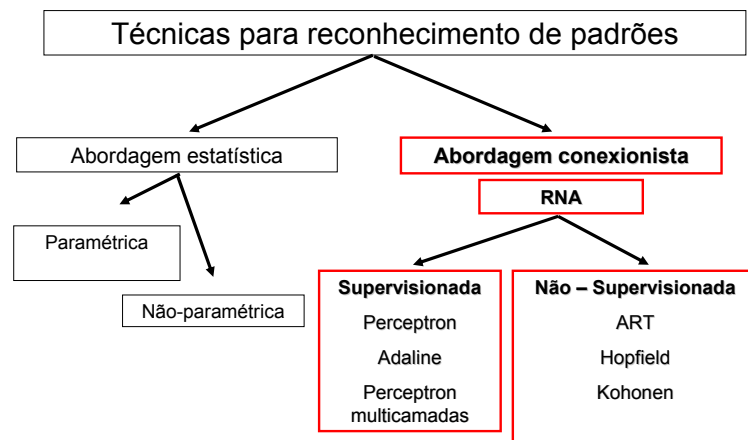 Técnicas para reconhecimento de padrões
Abordagem estatística
Abordagem conexionista
RNA
Paramétrica
Não-paramétrica
Supervisionada
Perceptron
Adaline
Perceptron
multicamadas
Não – Supervisionada
ART
Hopfield
Kohonen